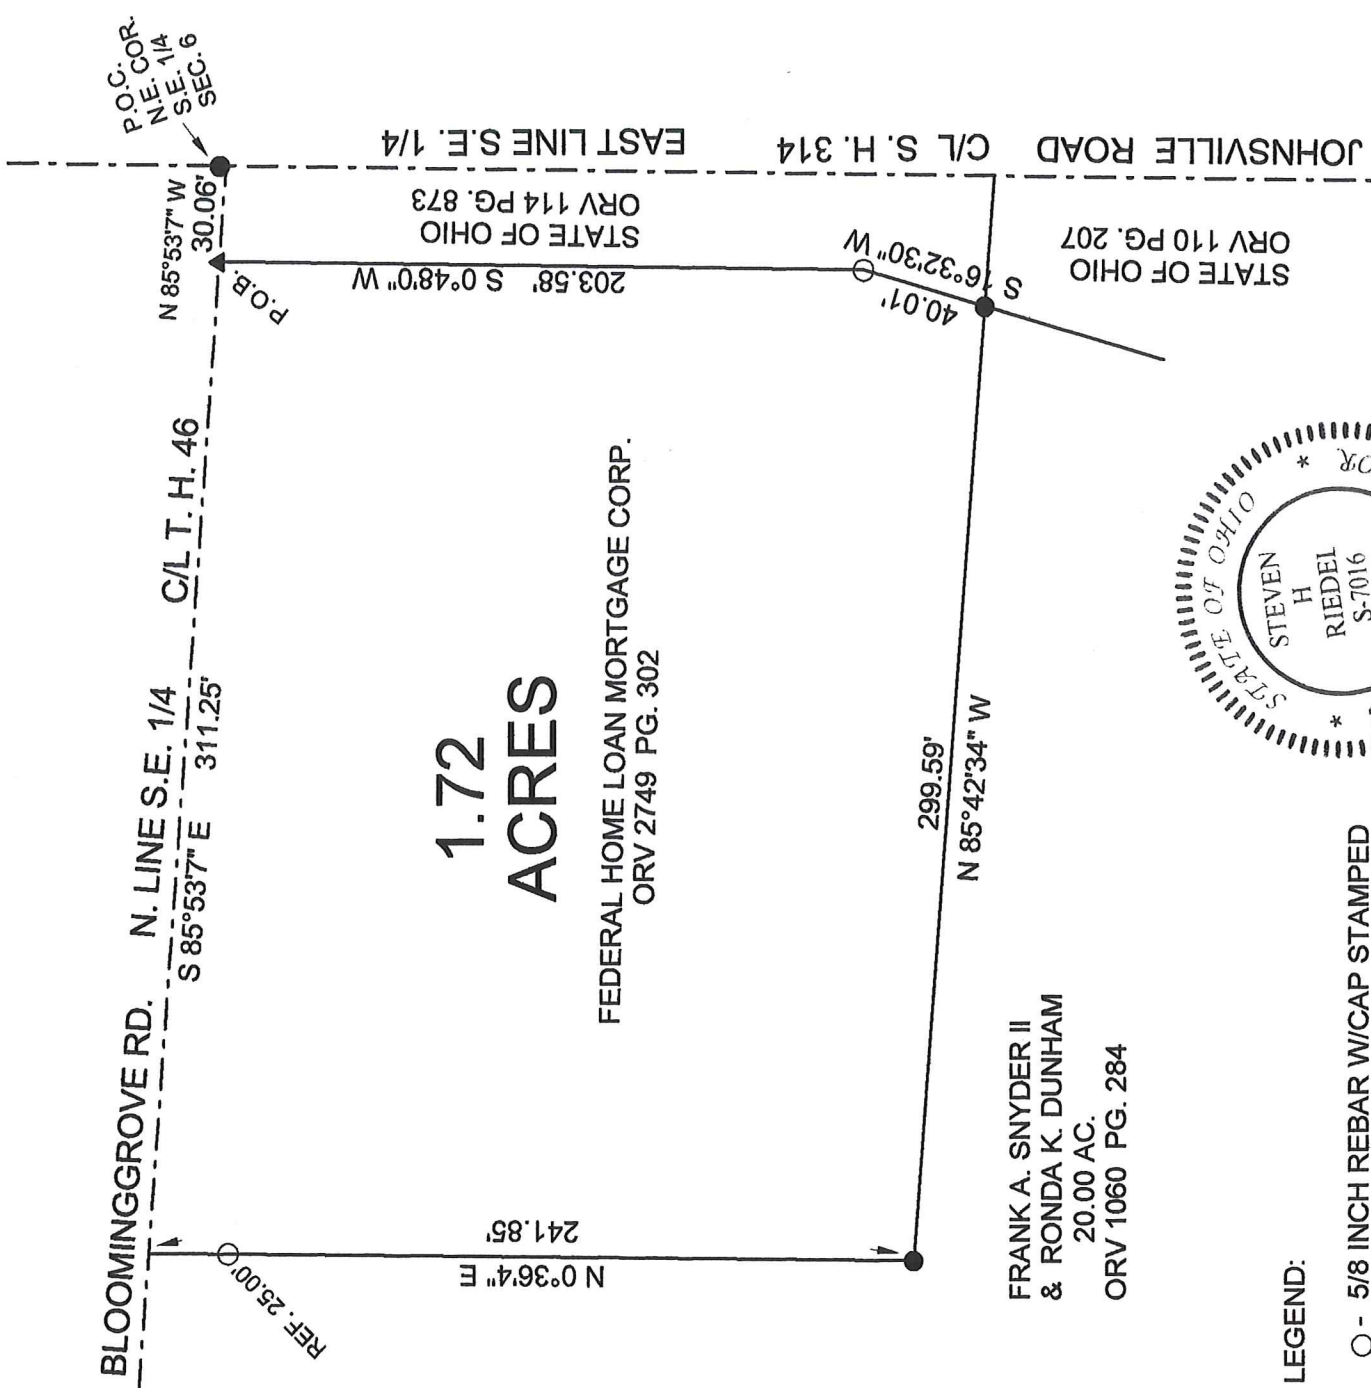 P.O.C.
N.E. COR.
S.E. 1/4
SEC. 6
N 85°53'7" W
30.06'
P.O.B.
BLOOMINGGROVE RD.
N. LINE S.E. 1/4
C/L T. H. 46
S 85°53'7" E
311.25'
EAST LINE S.E. 1/4
C/L S. H. 314
JOHNSVILLE ROAD
STATE OF OHIO
ORV 114 PG. 873
203.58' S 0°48'0" W
S 16°32'30" W
40.01'
STATE OF OHIO
ORV 110 PG. 207
1.72
ACRES
FEDERAL HOME LOAN MORTGAGE CORP.
ORV 2749 PG. 302
299.59'
N 85°42'34" W
241.85'
N 0°36'4" E
REF. 25.00'
FRANK A. SNYDER II
& RONDA K. DUNHAM
20.00 AC.
ORV 1060 PG. 284
STATE OF OHIO
STEVEN
H
RIEDEL
S-7016
LEGEND:
O - 5/8 INCH REBAR W/CAP STAMPED